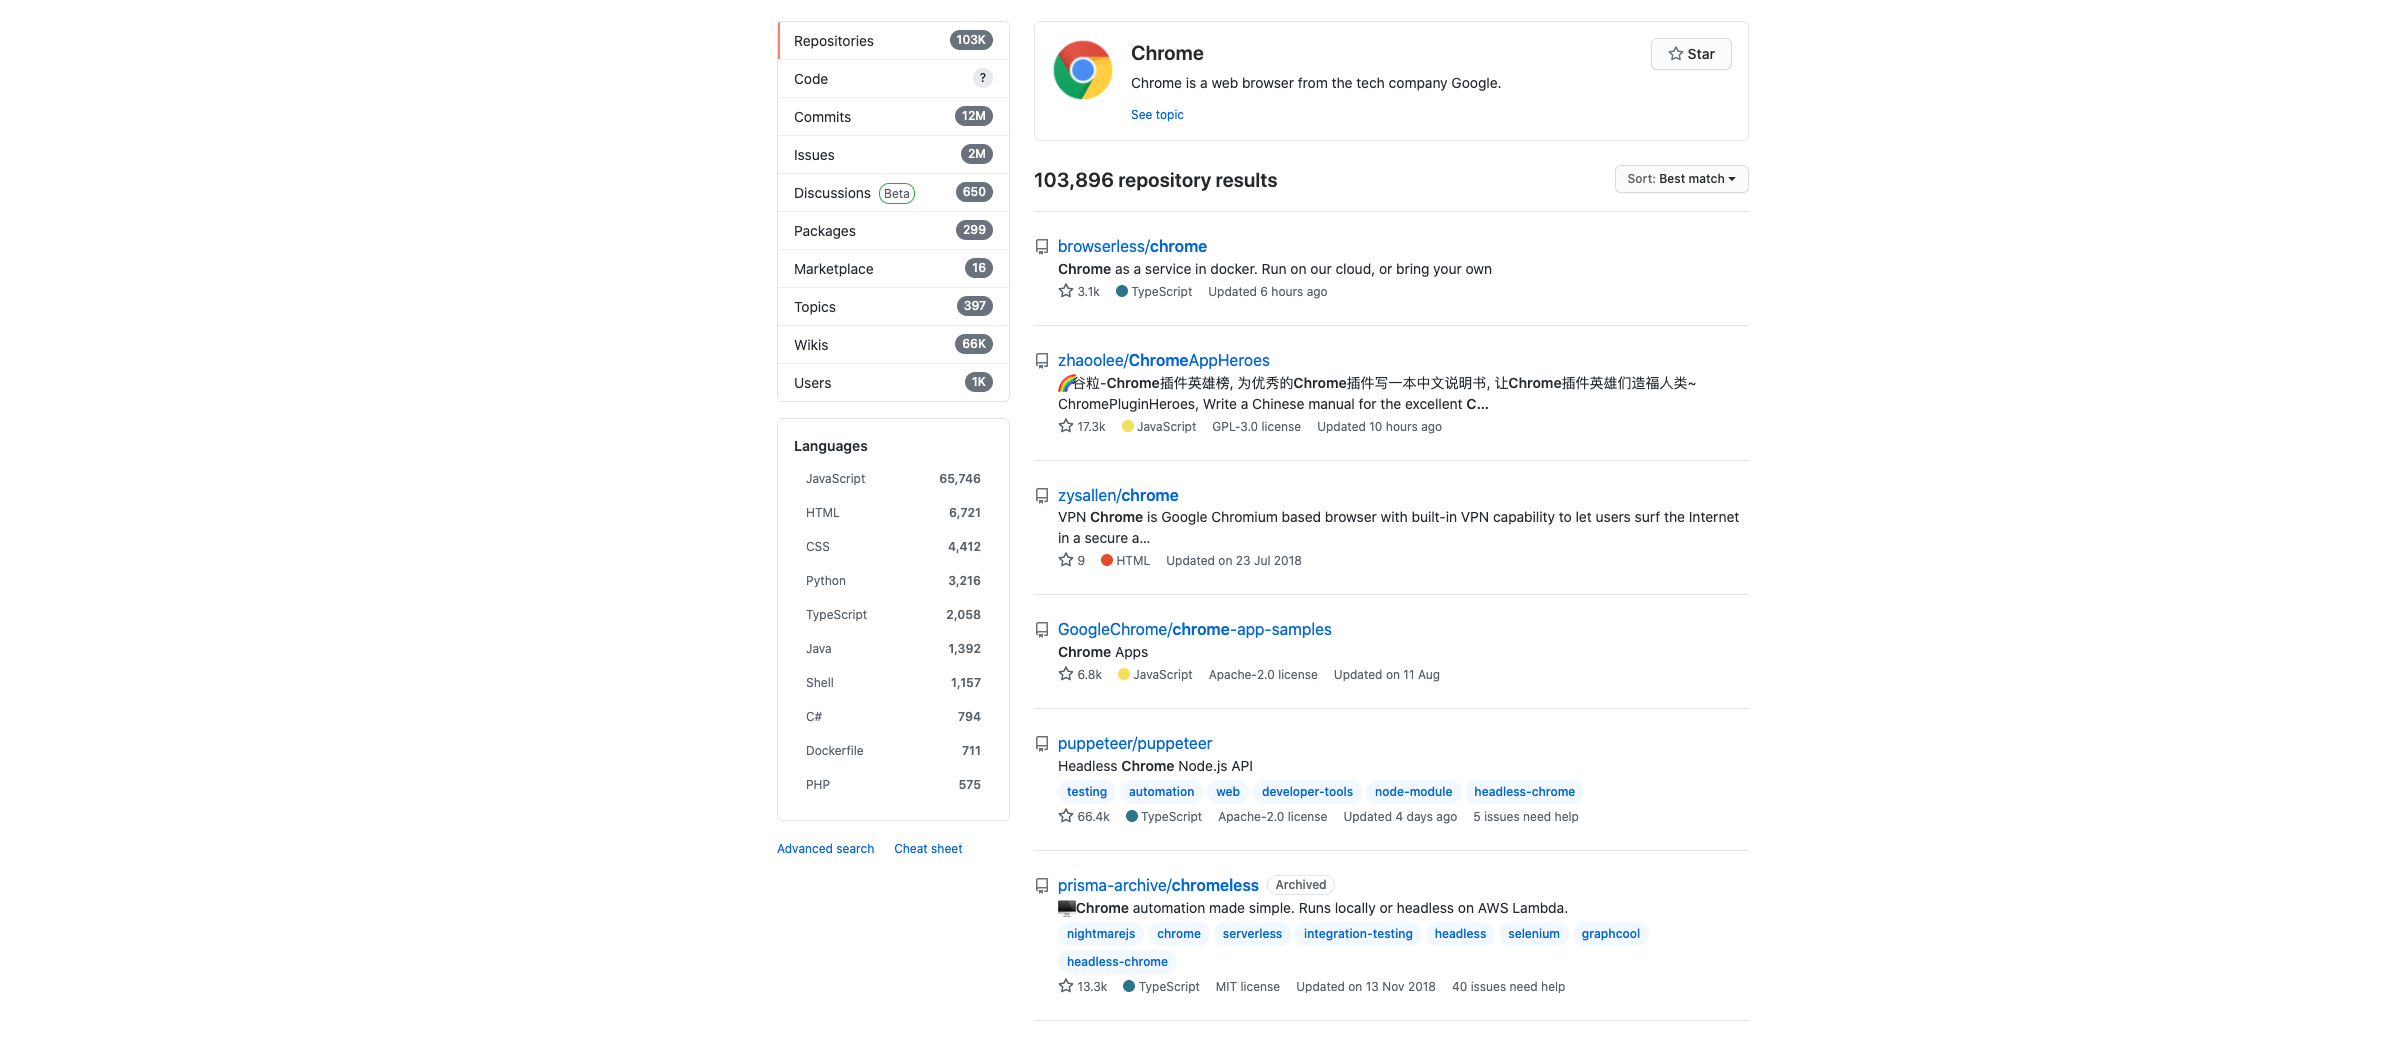 Repositories 103K
Code ?
Commits 12M
Issues 2M
Discussions Beta 650
Packages 299
Marketplace 16
Topics 397
Wikis 66K
Users 1K
Languages
JavaScript 65,746
HTML 6,721
CSS 4,412
Python 3,216
TypeScript 2,058
Java 1,392
Shell 1,157
C# 794
Dockerfile 711
PHP 575
Advanced search Cheat sheet
Chrome
Star
Chrome is a web browser from the tech company Google.
See topic
103,896 repository results
Sort: Best match
browserless/chrome
Chrome as a service in docker. Run on our cloud, or bring your own
3.1k TypeScript Updated 6 hours ago
zhaoolee/ChromeAppHeroes
🌈谷粒-Chrome插件英雄榜, 为优秀的Chrome插件写一本中文说明书, 让Chrome插件英雄们造福人类~
ChromePluginHeroes, Write a Chinese manual for the excellent C...
17.3k JavaScript GPL-3.0 license Updated 10 hours ago
zysallen/chrome
VPN Chrome is Google Chromium based browser with built-in VPN capability to let users surf the Internet
in a secure a...
9 HTML Updated on 23 Jul 2018
GoogleChrome/chrome-app-samples
Chrome Apps
6.8k JavaScript Apache-2.0 license Updated on 11 Aug
puppeteer/puppeteer
Headless Chrome Node.js API
testing automation web developer-tools node-module headless-chrome
66.4k TypeScript Apache-2.0 license Updated 4 days ago 5 issues need help
prisma-archive/chromeless Archived
🖥Chrome automation made simple. Runs locally or headless on AWS Lambda.
nightmarejs chrome serverless integration-testing headless selenium graphcool
headless-chrome
13.3k TypeScript MIT license Updated on 13 Nov 2018 40 issues need help